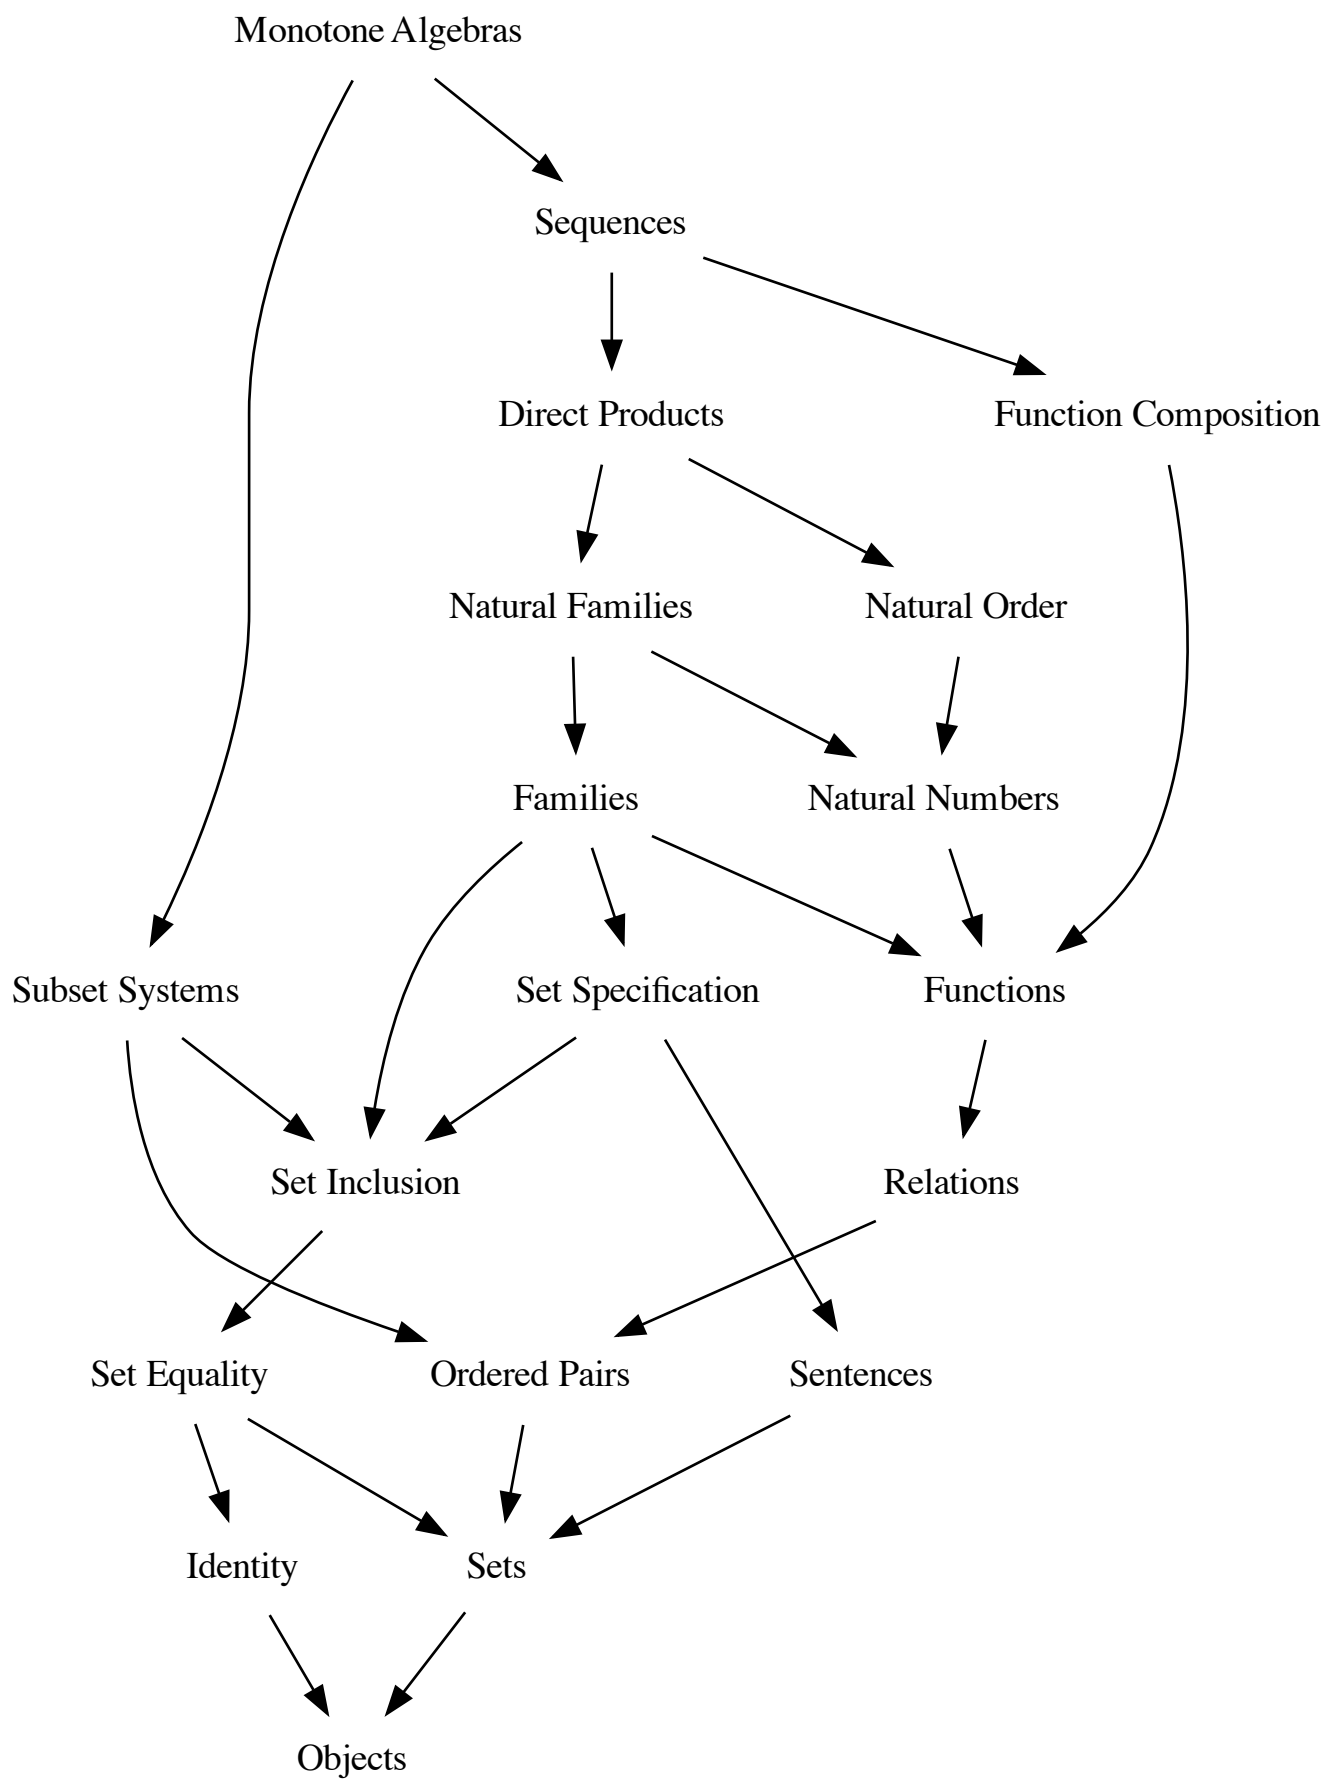 Monotone Algebras
Sequences
Direct Products
Function Composition
Natural Families
Natural Order
Families
Natural Numbers
Subset Systems
Set Specification
Functions
Set Inclusion
Relations
Set Equality
Ordered Pairs
Sentences
Identity
Sets
Objects